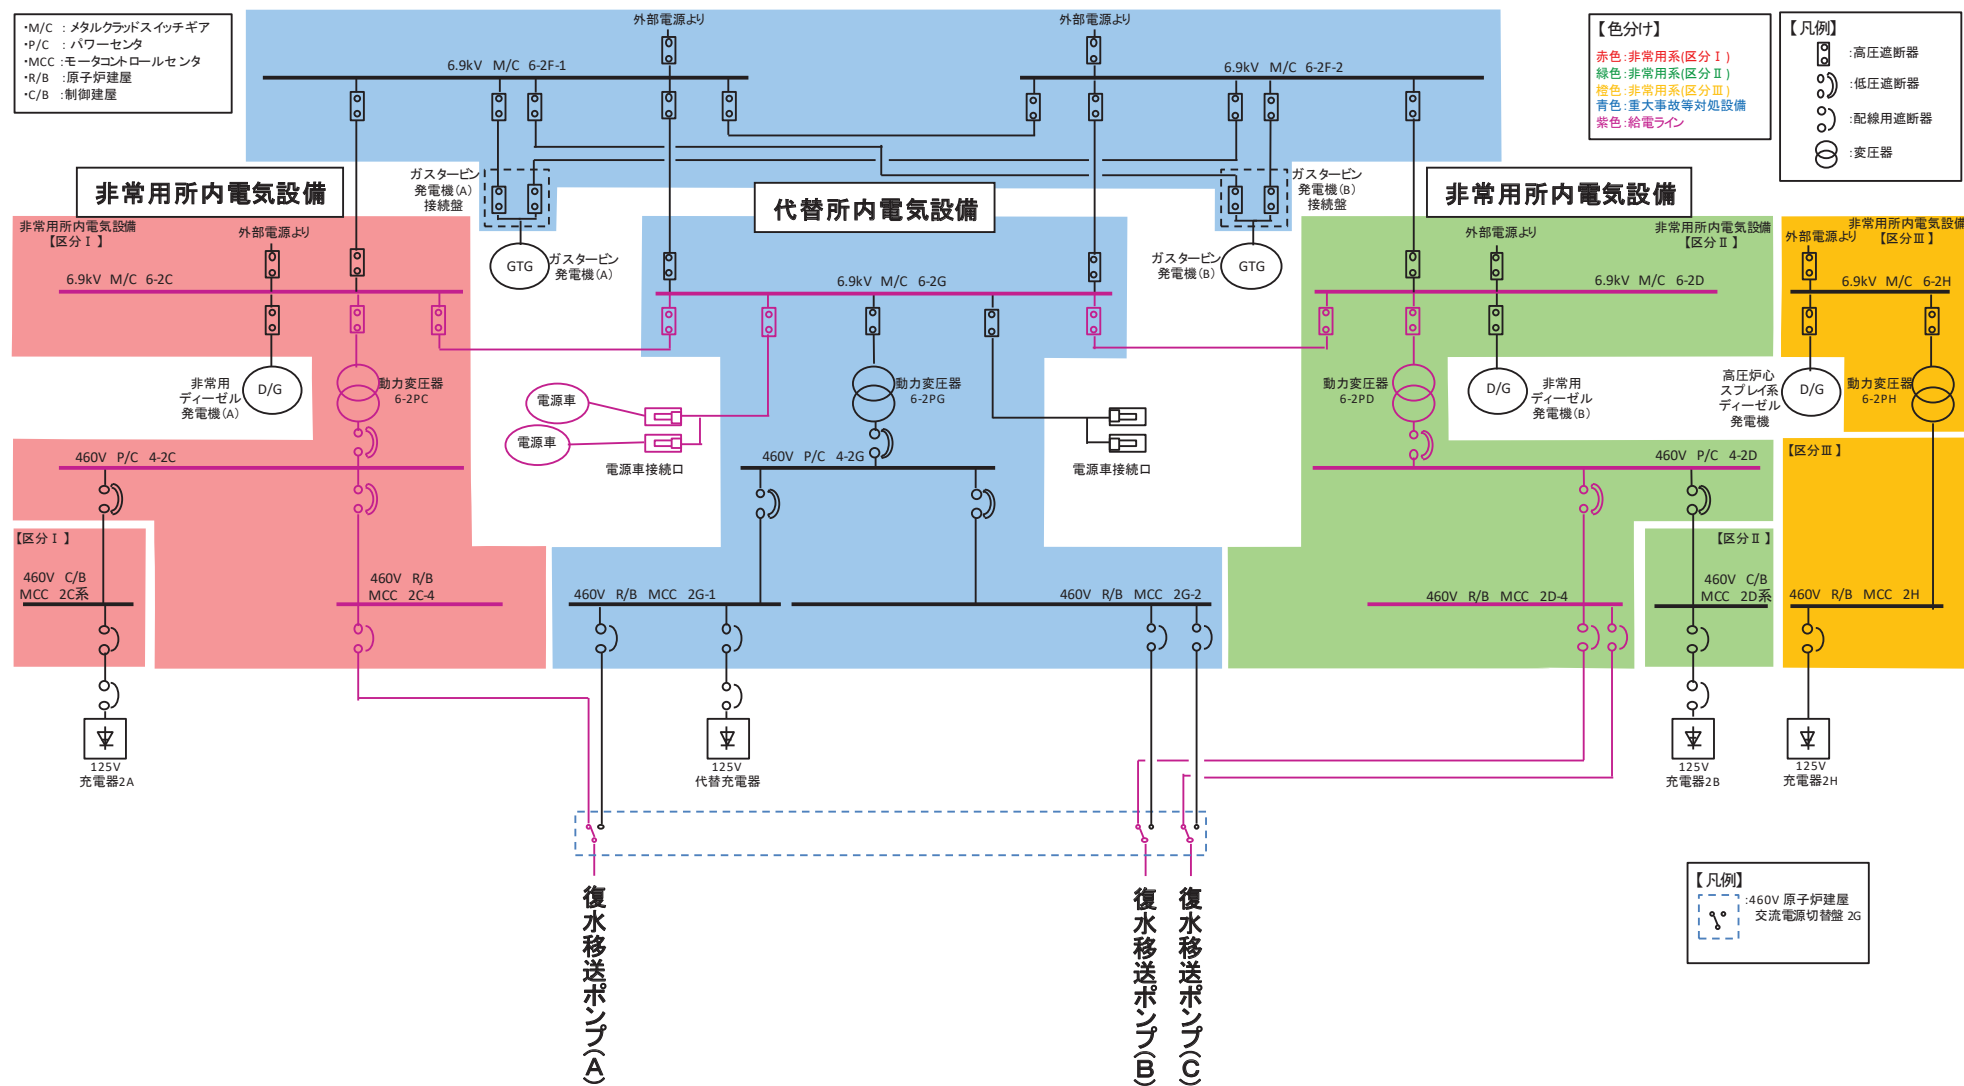 ・M/C : メタルクラッドスイッチギア
・P/C : パワーセンタ
・MCC : モータコントロールセンタ
・R/B : 原子炉建屋
・C/B : 制御建屋
外部電源より
外部電源より
6.9kV M/C 6-2F-1
6.9kV M/C 6-2F-2
【色分け】
赤色:非常用系(区分Ⅰ)
緑色:非常用系(区分Ⅱ)
橙色:非常用系(区分Ⅲ)
青色:重大事故等対処設備
紫色:給電ライン
【凡例】
:高圧遮断器
:低圧遮断器
:配線用遮断器
:変圧器
非常用所内電気設備
ガスタービン
発電機(A)
接続盤
代替所内電気設備
ガスタービン
発電機(B)
接続盤
非常用所内電気設備
非常用所内電気設備
【区分Ⅰ】
外部電源より
GTG
ガスタービン
発電機(A)
ガスタービン
発電機(B)
GTG
外部電源より
非常用所内電気設備
【区分Ⅱ】
外部電源より
非常用所内電気設備
【区分Ⅲ】
6.9kV M/C 6-2C
6.9kV M/C 6-2G
6.9kV M/C 6-2D
6.9kV M/C 6-2H
非常用
ディーゼル
発電機(A)
D/G
動力変圧器
6-2PC
電源車
電源車
電源車接続口
動力変圧器
6-2PG
電源車接続口
動力変圧器
6-2PD
D/G
非常用
ディーゼル
発電機(B)
高圧炉心
スプレイ系
ディーゼル
発電機
D/G
動力変圧器
6-2PH
460V P/C 4-2C
460V P/C 4-2G
460V P/C 4-2D
【区分Ⅲ】
【区分Ⅰ】
【区分Ⅱ】
460V C/B
MCC 2C系
460V R/B
MCC 2C-4
460V R/B MCC 2G-1
460V R/B MCC 2G-2
460V R/B MCC 2D-4
460V C/B
MCC 2D系
460V R/B MCC 2H
125V
充電器2A
125V
代替充電器
125V
充電器2B
125V
充電器2H
復水移送ポンプ(A)
復水移送ポンプ(B)
復水移送ポンプ(C)
【凡例】
:460V 原子炉建屋
交流電源切替盤 2G